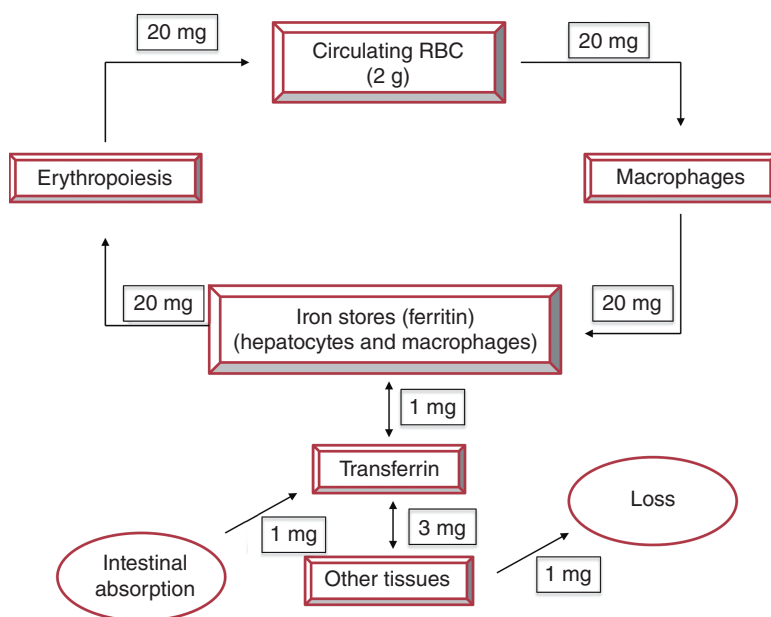 20 mg
Circulating RBC
(2 g)
20 mg
Erythropoiesis
Macrophages
20 mg
Iron stores (ferritin)
(hepatocytes and macrophages)
20 mg
1 mg
Transferrin
Loss
1 mg
3 mg
Intestinal
absorption
Other tissues
1 mg